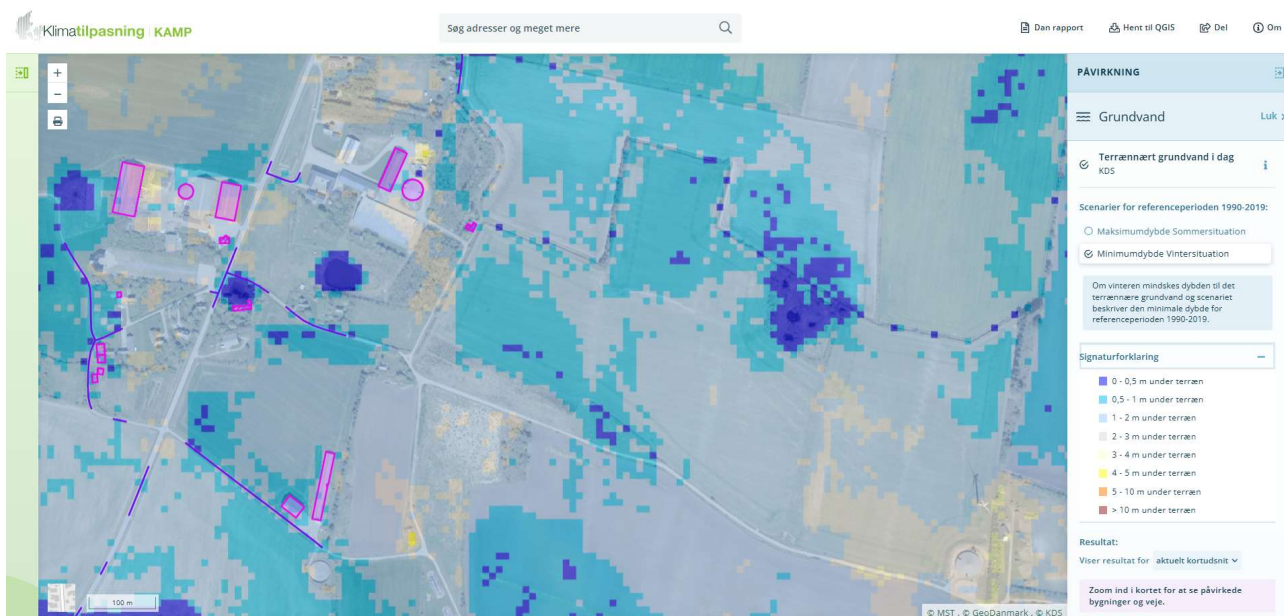 Klimatilpasning | KAMP
Søg adresser og meget mere
Dan rapport
Hent til QGIS
Del
Om
+
−
PÅVIRKNING
Grundvand
Luk
Terrænnært grundvand i dag
KDS
i
Scenarier for referenceperioden 1990-2019:
Maksimumdybde Sommersituation
Minimumdybde Vintersituation
Om vinteren mindskes dybden til det
terrænnære grundvand og scenariet
beskriver den minimale dybde for
referenceperioden 1990-2019.
Signaturforklaring −
0 - 0,5 m under terræn
0,5 - 1 m under terræn
1 - 2 m under terræn
2 - 3 m under terræn
3 - 4 m under terræn
4 - 5 m under terræn
5 - 10 m under terræn
> 10 m under terræn
Resultat:
Viser resultat for aktuelt kortudsnit
Zoom ind i kortet for at se påvirkede
bygninger og veje.
100 m
© MST , © GeoDanmark , © KDS